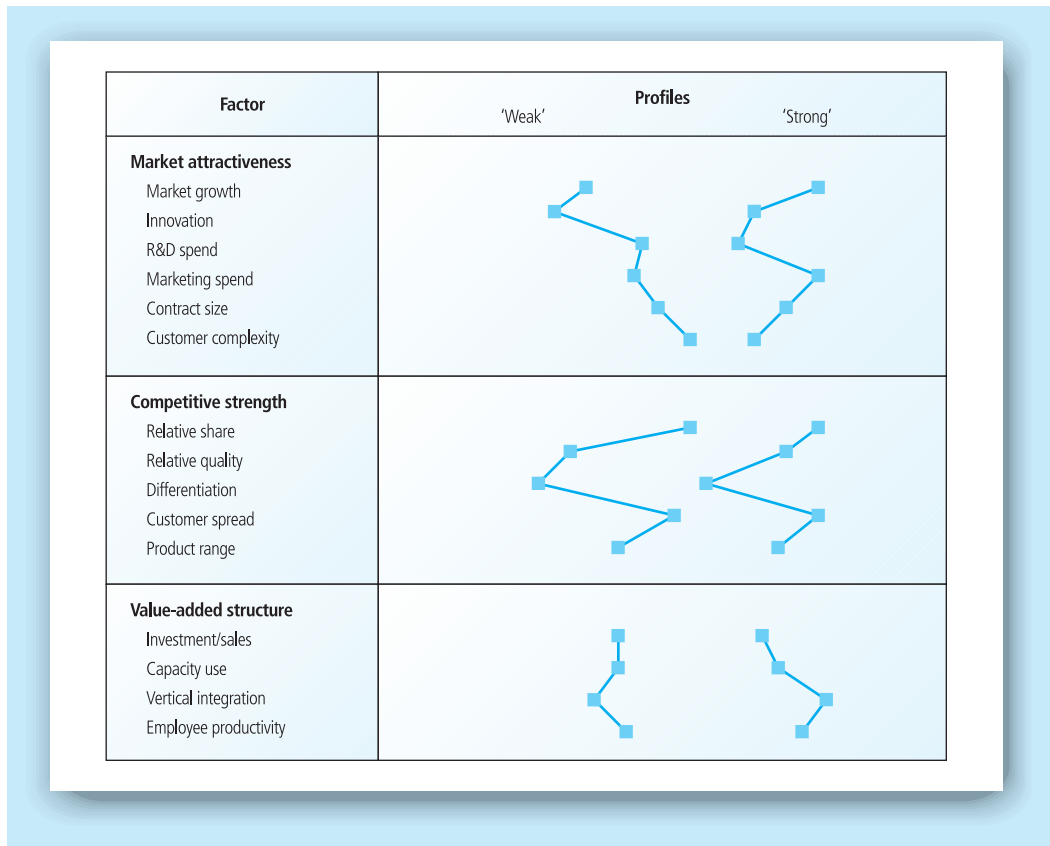 Factor
Profiles
'Weak'
'Strong'
Market attractiveness
Market growth
Innovation
R&D spend
Marketing spend
Contract size
Customer complexity
Competitive strength
Relative share
Relative quality
Differentiation
Customer spread
Product range
Value-added structure
Investment/sales
Capacity use
Vertical integration
Employee productivity